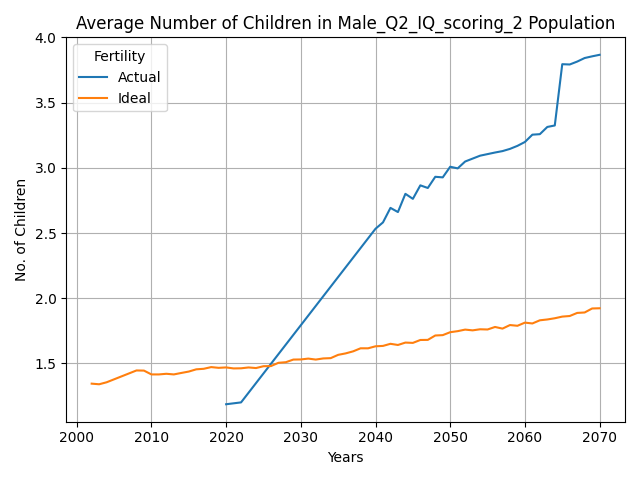 Average Number of Children in Male_Q2_IQ_scoring_2 Population
Fertility
Actual
Ideal
No. of Children
4.0
3.5
3.0
2.5
2.0
1.5
2000 2010 2020 2030 2040 2050 2060 2070
Years